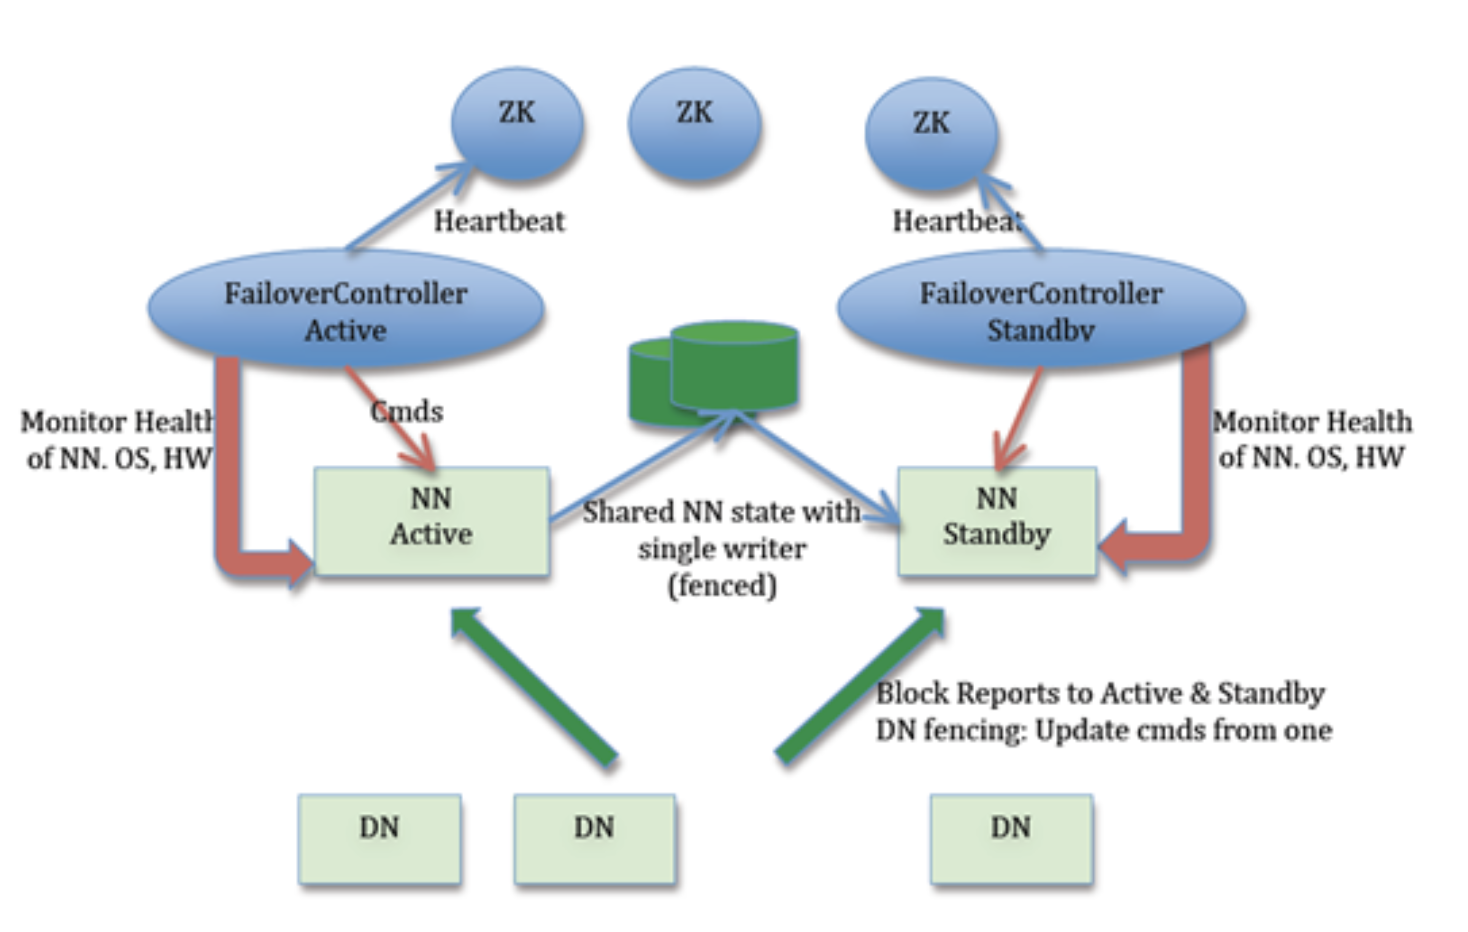 ZK
ZK
ZK
Heartbeat
Heartbeat
FailoverController
Active
FailoverController
Standby
Cmds
Monitor Health
of NN. OS, HW
Monitor Health
of NN. OS, HW
NN
Active
Shared NN state with
single writer
(fenced)
NN
Standby
Block Reports to Active & Standby
DN fencing: Update cmds from one
DN
DN
DN